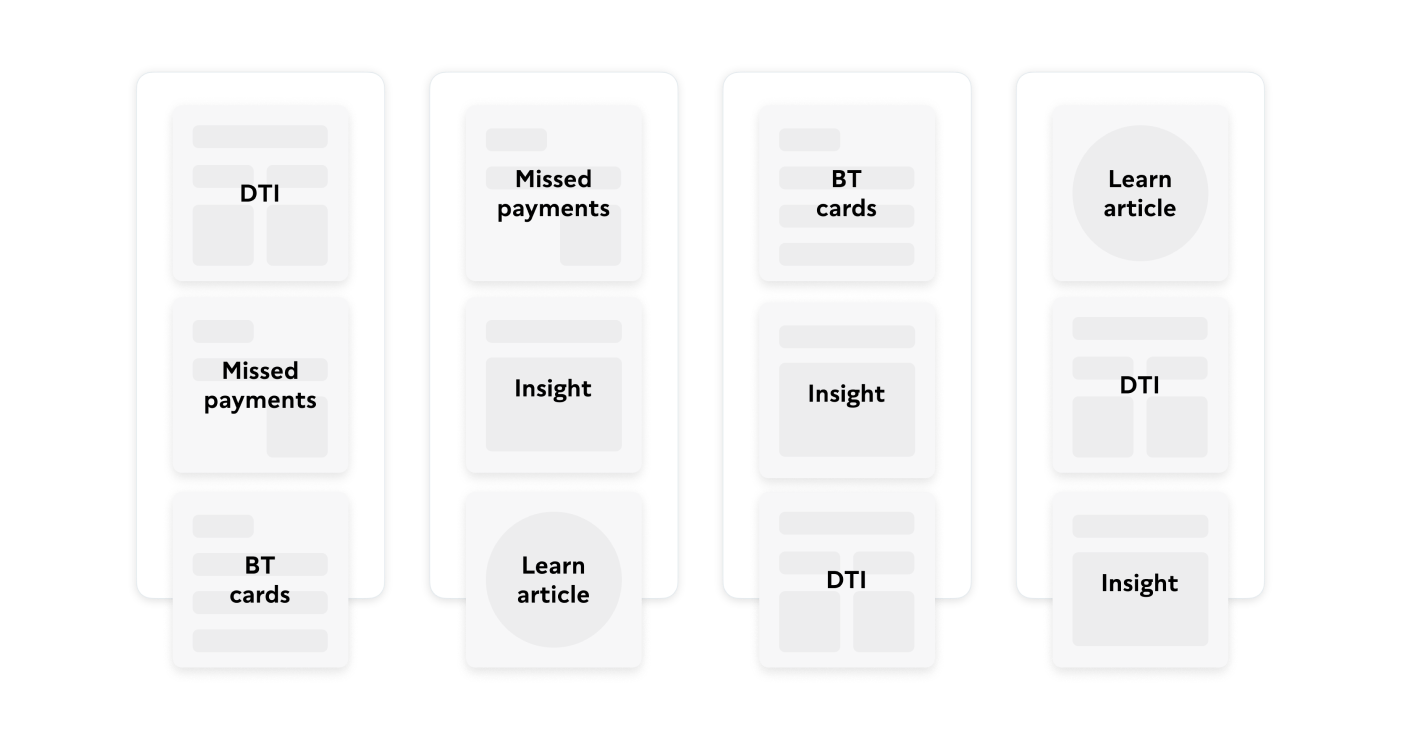 DTI
Missed
payments
BT
cards
Missed
payments
Insight
Learn
article
BT
cards
Insight
DTI
Learn
article
DTI
Insight